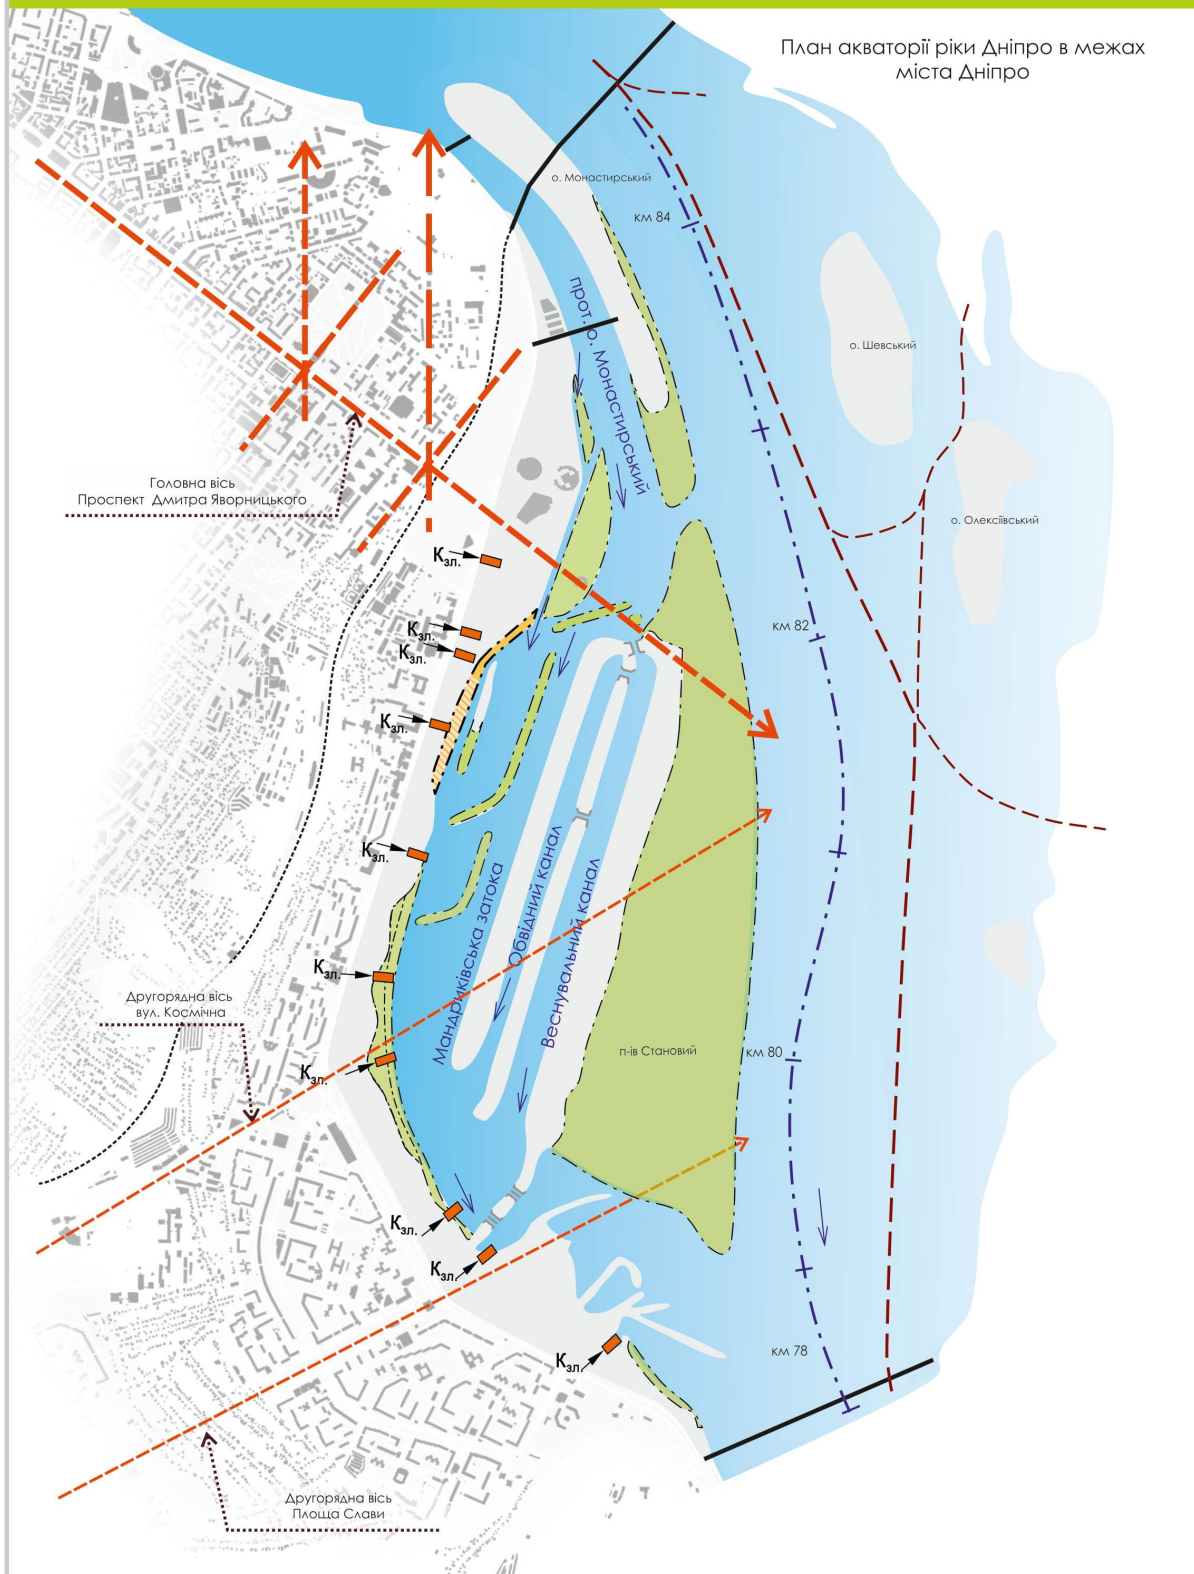 План акваторії ріки Дніпро в межах
міста Дніпро
о. Монастирський
км 84
прот. о. Монастирський
о. Шевський
Головна вісь
Проспект Дмитра Яворницького
о. Олексіївський
Кзл.
км 82
Кзл.
Кзл.
Кзл.
Кзл.
Мандриківська затока
Обвідний канал
Веснувальний канал
Кзл.
Другорядна вісь
вул. Космічна
п-ів Становий
км 80
Кзл.
Кзл.
Кзл.
км 78
Кзл.
Другорядна вісь
Площа Слави